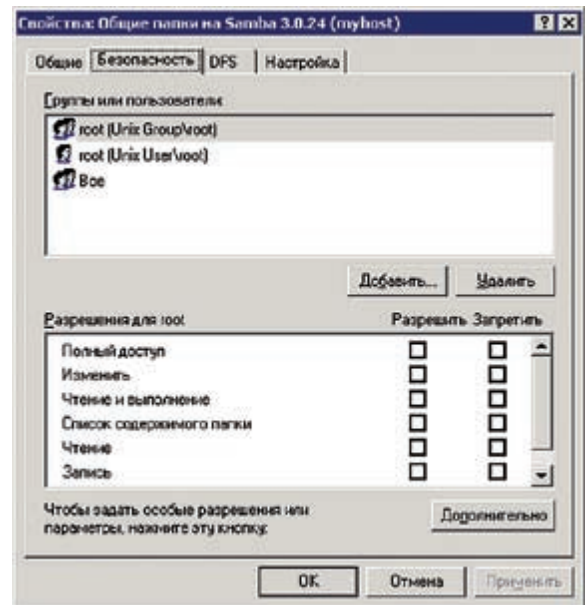 Свойства: Общие папки на Samba 3.0.24 (myhost)
Общие Безопасность DFS Настройка
Группы или пользователи:
root (Unix Group\root)
root (Unix User\root)
Все
Добавить... Удалить
Разрешения для root Разрешить Запретить
Полный доступ
Изменить
Чтение и выполнение
Список содержимого папки
Чтение
Запись
Чтобы задать особые разрешения или
параметры, нажмите эту кнопку.
Дополнительно
OK Отмена Применить